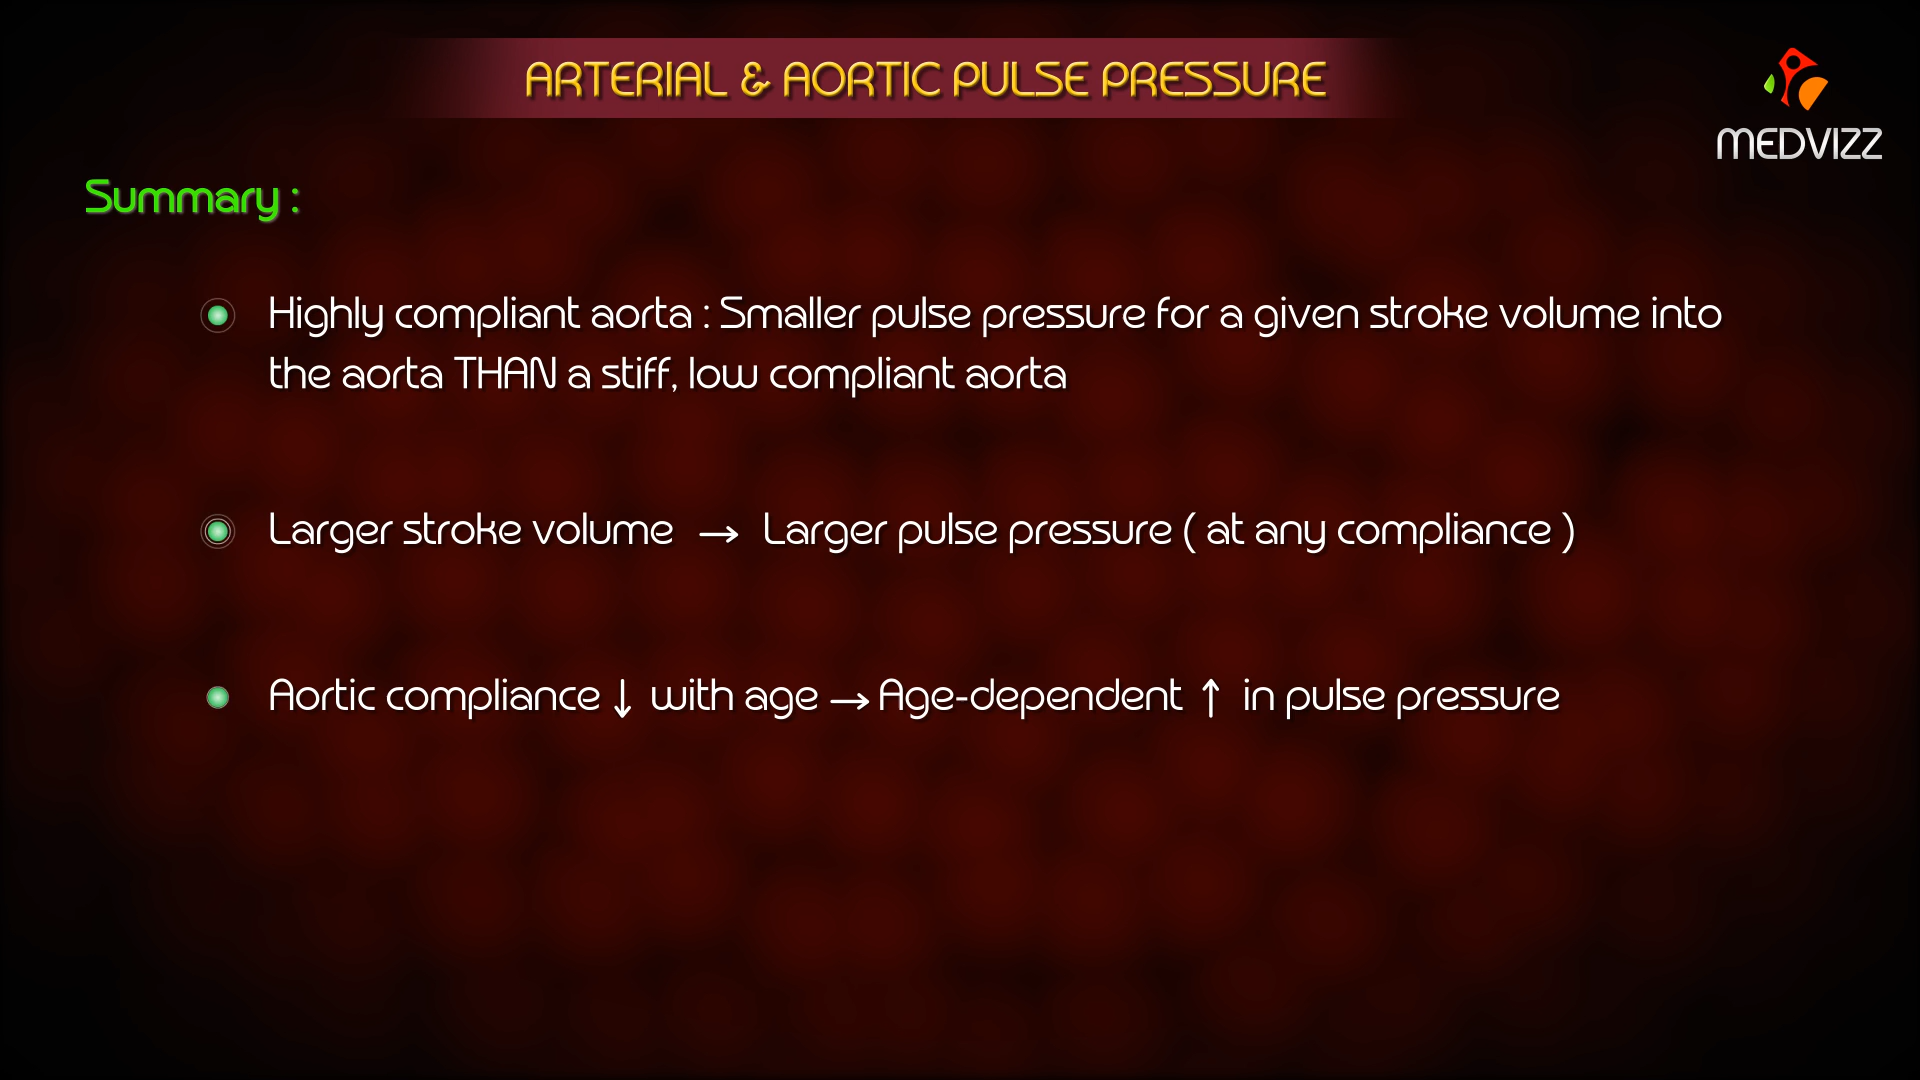 ARTERIAL & AORTIC PULSE PRESSURE
MEDVIZZ
Summary :
Highly compliant aorta : Smaller pulse pressure for a given stroke volume into
the aorta THAN a stiff, low compliant aorta
Larger stroke volume → Larger pulse pressure ( at any compliance )
Aortic compliance ↓ with age → Age-dependent ↑ in pulse pressure